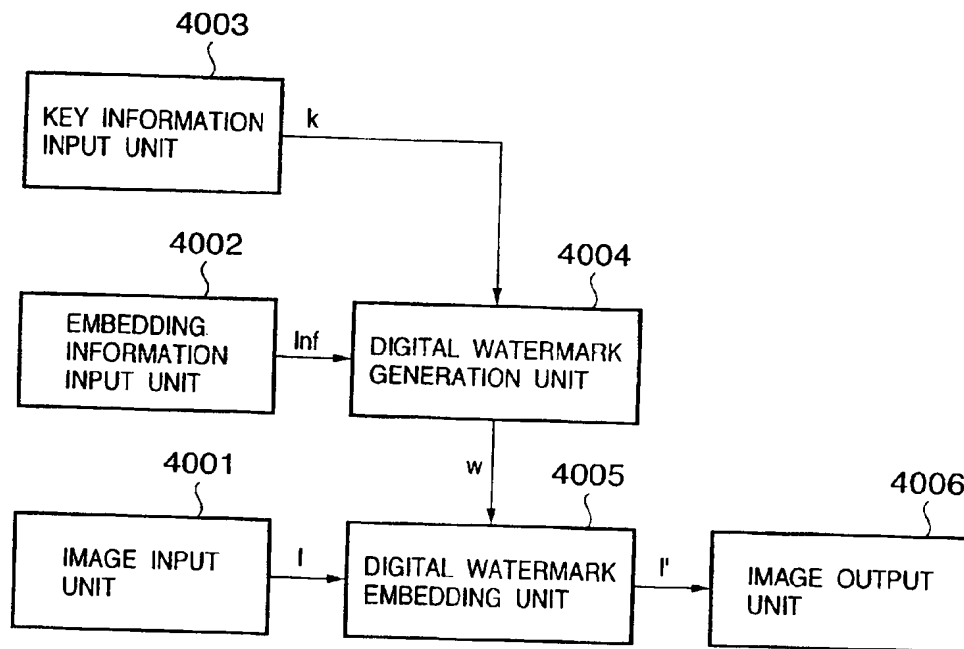 4003
KEY INFORMATION
INPUT UNIT
k
4002
EMBEDDING
INFORMATION
INPUT UNIT
Inf
4004
DIGITAL WATERMARK
GENERATION UNIT
w
4001
IMAGE INPUT
UNIT
I
4005
DIGITAL WATERMARK
EMBEDDING UNIT
I'
4006
IMAGE OUTPUT
UNIT